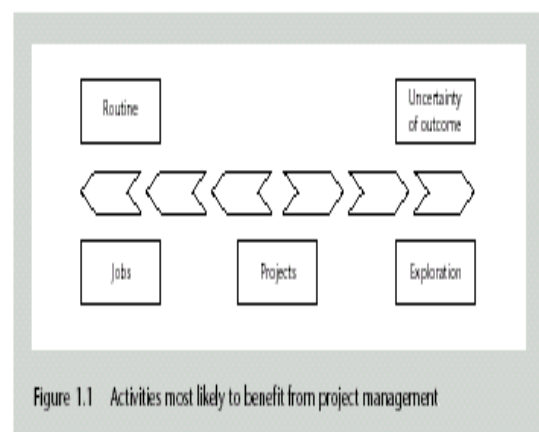 Routine
Uncertainty
of outcome
Jobs
Projects
Exploration
Figure 1.1 Activities most likely to benefit from project management